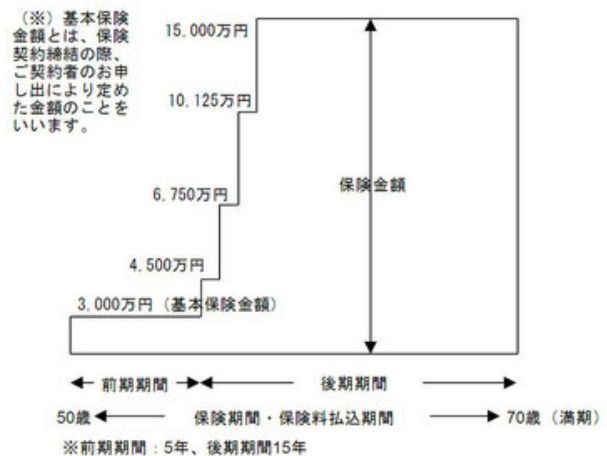 （※）基本保険
金額とは、保険
契約締結の際、
ご契約者のお申
し出により定め
た金額のことを
いいます。
15,000万円
10,125万円
6,750万円
保険金額
4,500万円
3,000万円（基本保険金額）
前期期間
後期期間
50歳
保険期間・保険料払込期間
70歳（満期）
※前期期間：5年、後期期間15年